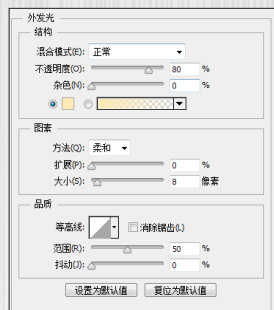 外发光
结构
混合模式(E): 正常
不透明度(O): 80 %
杂色(N): 0 %
图素
方法(Q): 柔和
扩展(P): 0 %
大小(S): 8 像素
品质
等高线: 消除锯齿(L)
范围(R): 50 %
抖动(J): 0 %
设置为默认值 复位为默认值